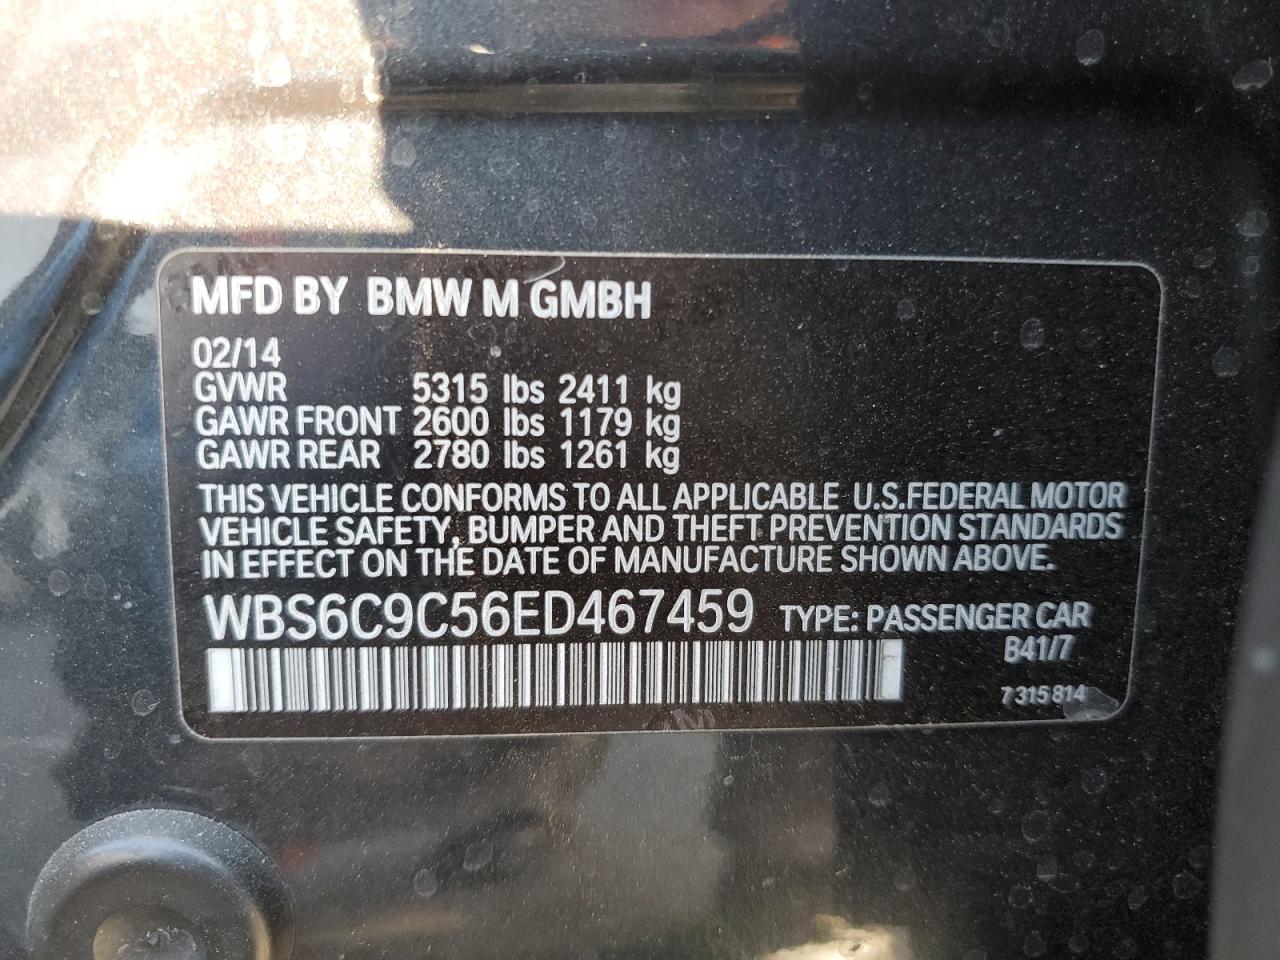 MFD BY BMW M GMBH
02/14
GVWR 5315 lbs 2411 kg
GAWR FRONT 2600 lbs 1179 kg
GAWR REAR 2780 lbs 1261 kg
THIS VEHICLE CONFORMS TO ALL APPLICABLE U.S.FEDERAL MOTOR
VEHICLE SAFETY, BUMPER AND THEFT PREVENTION STANDARDS
IN EFFECT ON THE DATE OF MANUFACTURE SHOWN ABOVE.
WBS6C9C56ED467459 TYPE: PASSENGER CAR
B41/7
7 315 814